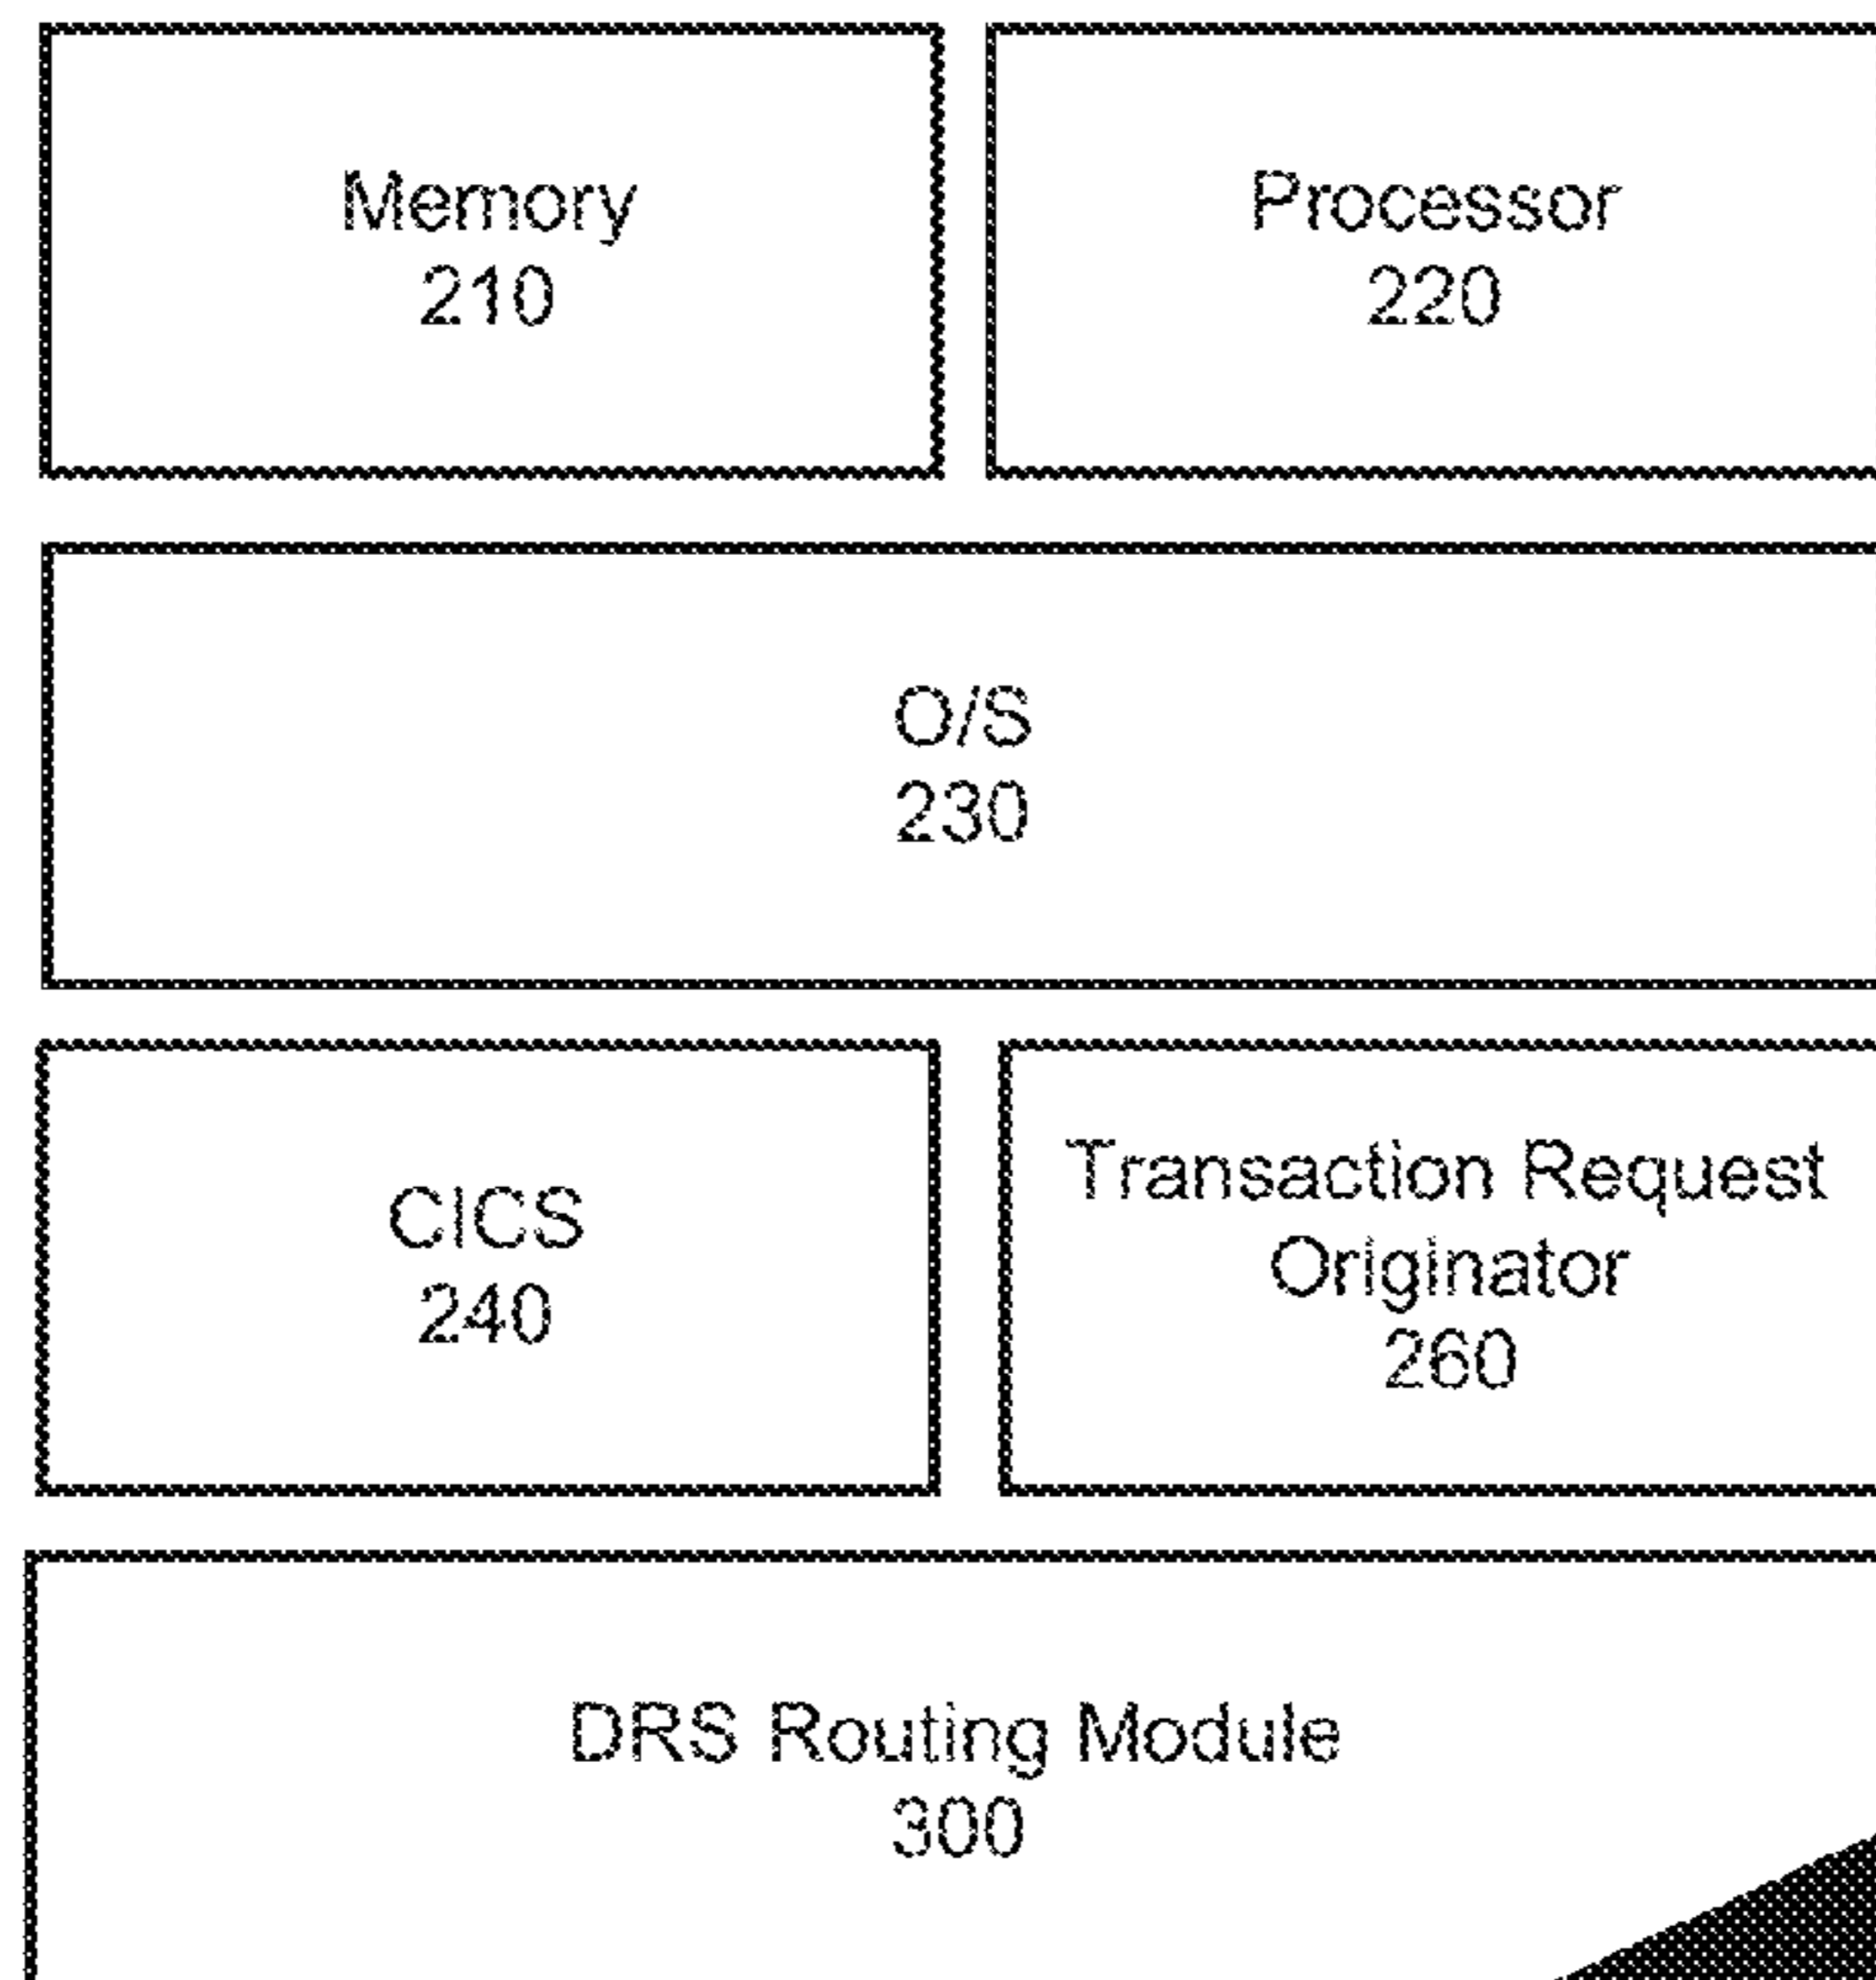 Memory
210
Processor
220
O/S
230
CICS
240
Transaction Request
Originator
260
DRS Routing Module
300